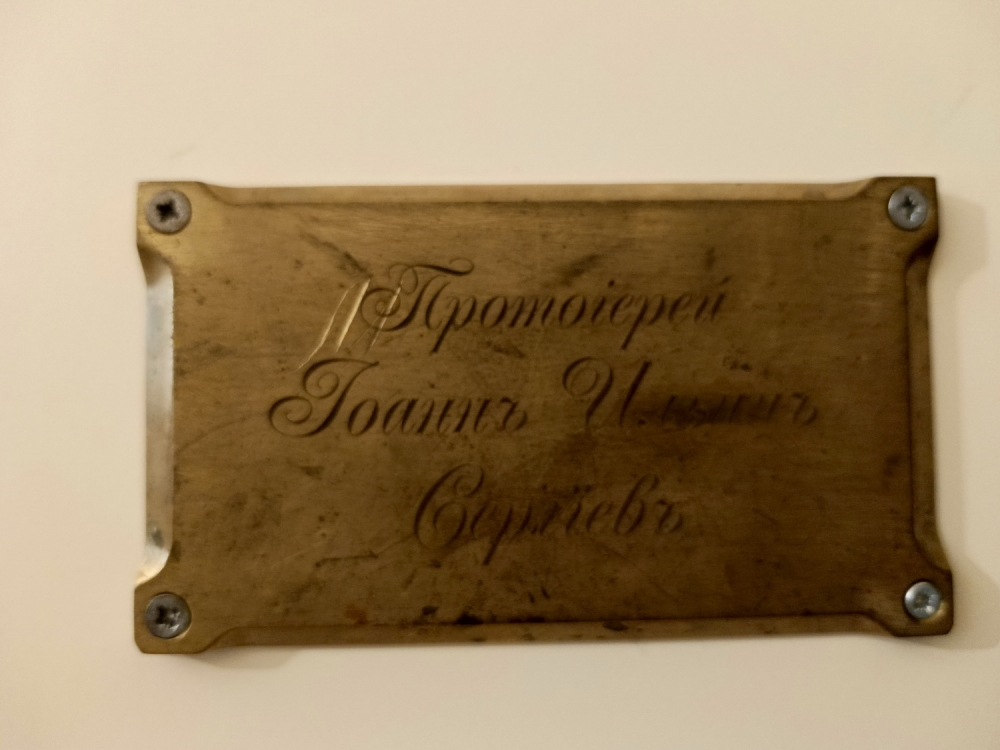 Протоіерей
Іоаннъ Ильичъ
Сергіевъ